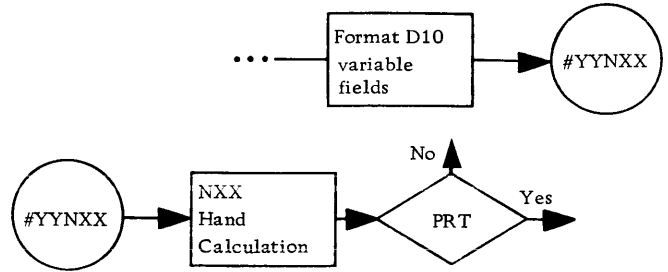 Format D10
variable
fields
#YYNXX
No
#YYNXX
NXX
Hand
Calculation
PRT
Yes